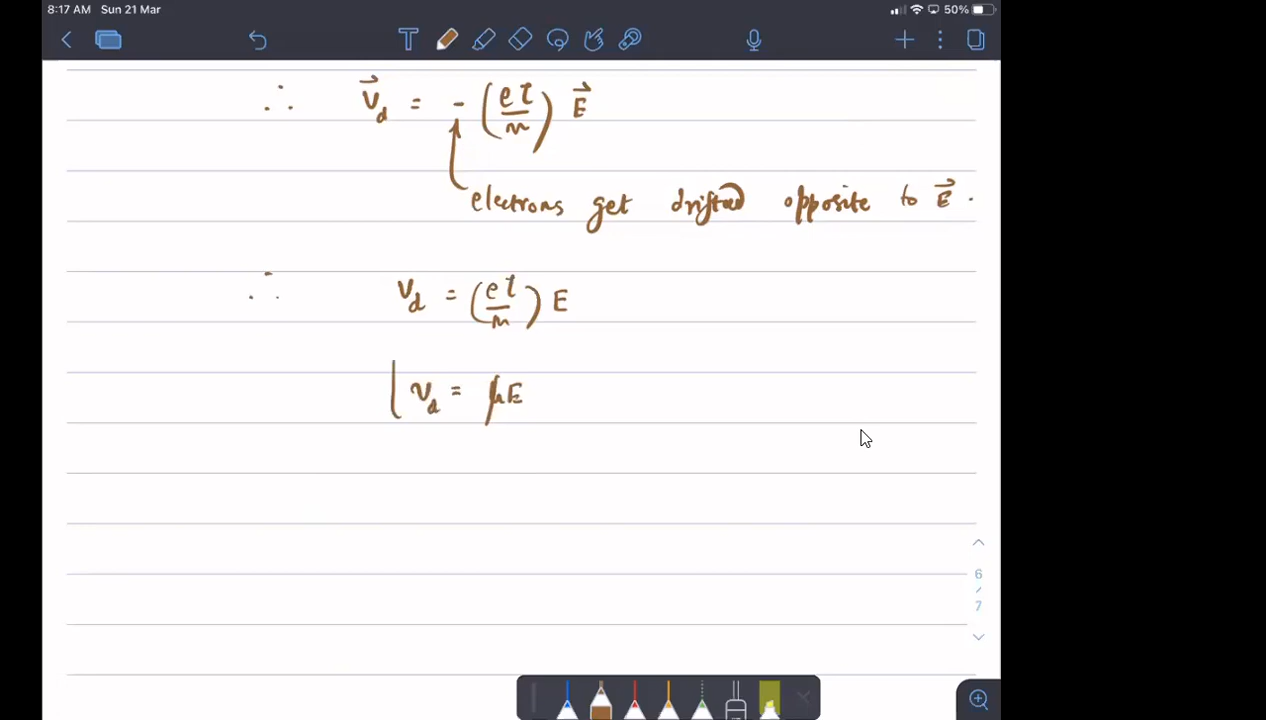 8:17 AM Sun 21 Mar 50%
T
∴ v⃗d = - (eτ/m) E⃗
electrons get drifted opposite to E⃗.
∴ vd = (eτ/m) E
vd = μE
6
/
7